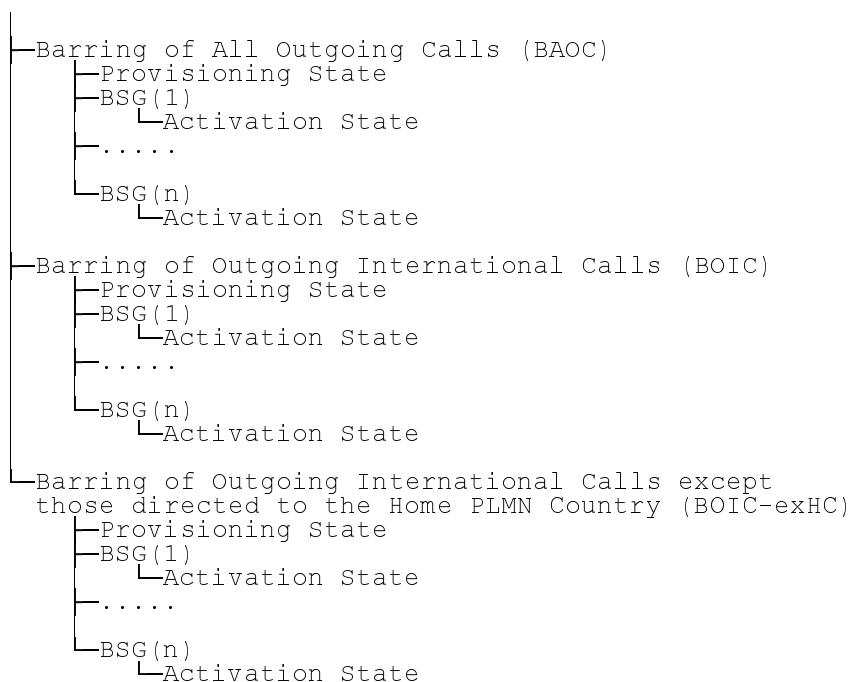 Barring of All Outgoing Calls (BAOC)
Provisioning State
BSG(1)
Activation State
.....
BSG(n)
Activation State
Barring of Outgoing International Calls (BOIC)
Provisioning State
BSG(1)
Activation State
.....
BSG(n)
Activation State
Barring of Outgoing International Calls except
those directed to the Home PLMN Country (BOIC-exHC)
Provisioning State
BSG(1)
Activation State
.....
BSG(n)
Activation State